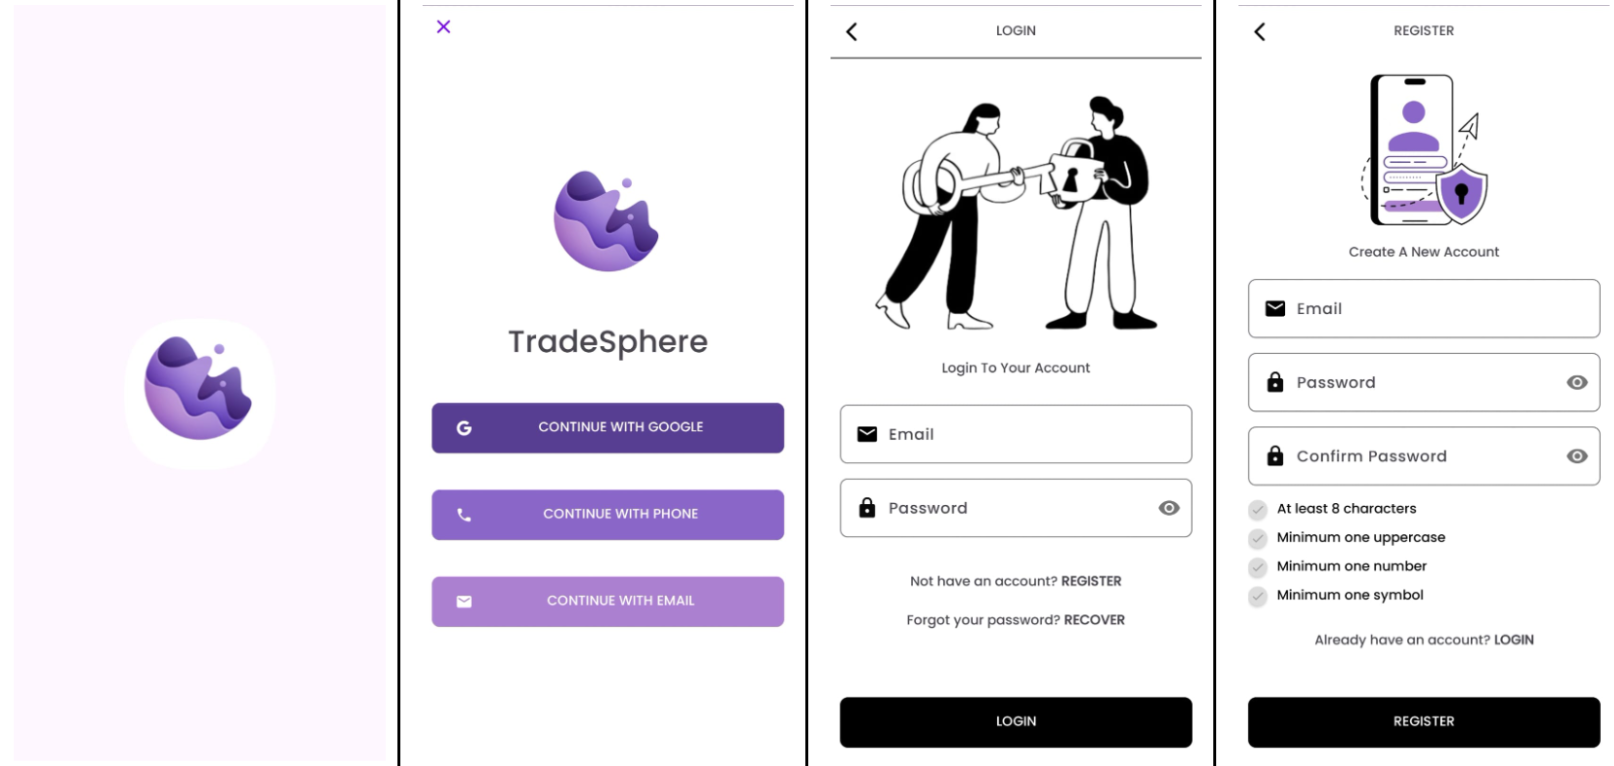 TradeSphere
CONTINUE WITH GOOGLE
CONTINUE WITH PHONE
CONTINUE WITH EMAIL
LOGIN
Login To Your Account
Email
Password
Not have an account? REGISTER
Forgot your password? RECOVER
LOGIN
REGISTER
Create A New Account
Email
Password
Confirm Password
At least 8 characters
Minimum one uppercase
Minimum one number
Minimum one symbol
Already have an account? LOGIN
REGISTER